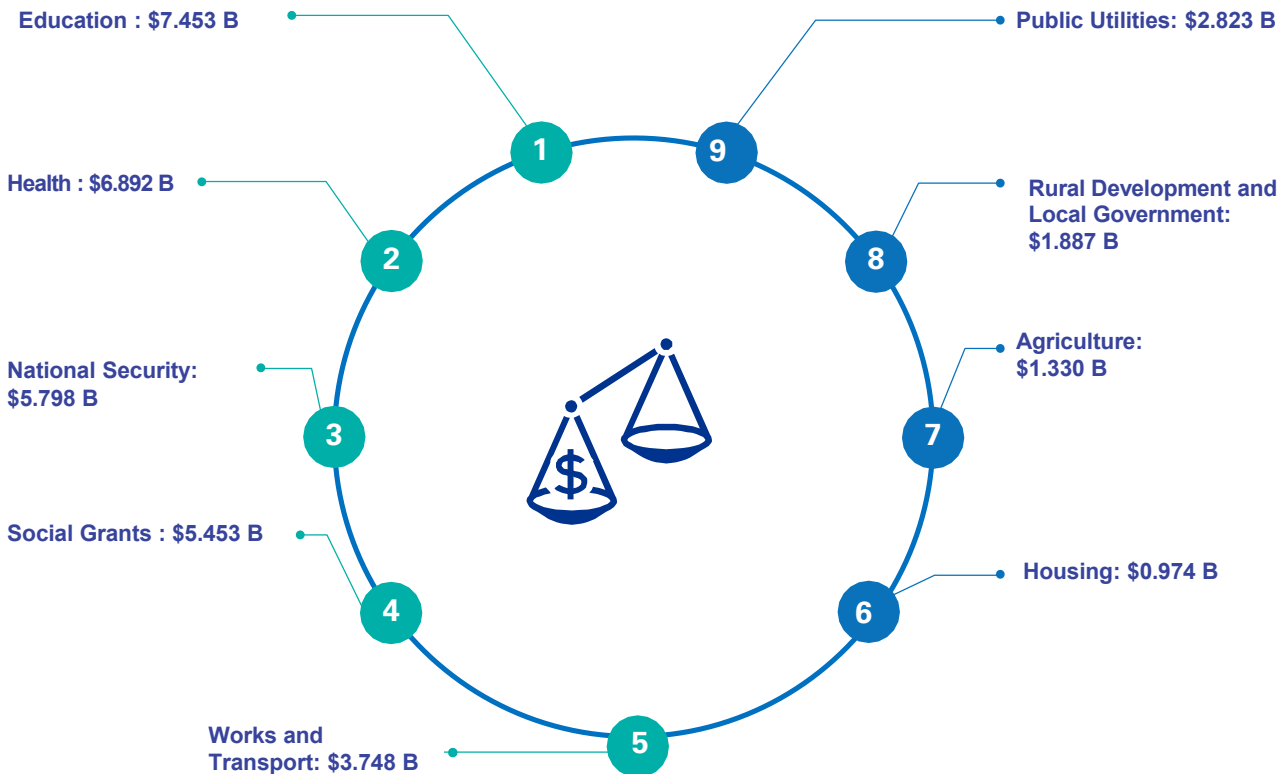 Education : $7.453 B
1
Health : $6.892 B
2
National Security:
$5.798 B
3
Social Grants : $5.453 B
4
Works and
Transport: $3.748 B
5
Housing: $0.974 B
6
Agriculture:
$1.330 B
7
Rural Development and
Local Government:
$1.887 B
8
Public Utilities: $2.823 B
9
$